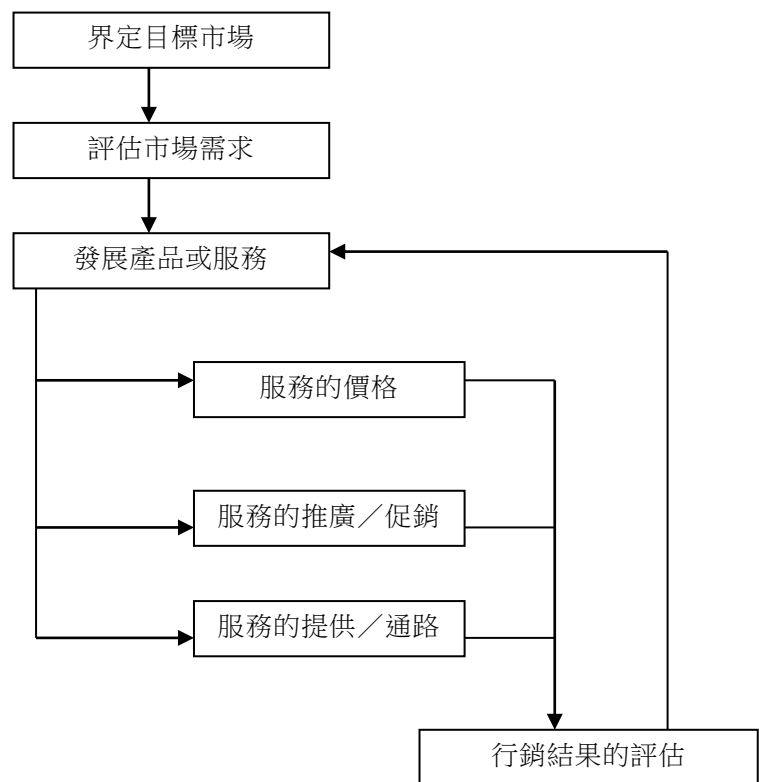 界定目標市場
評估市場需求
發展產品或服務
服務的價格
服務的推廣／促銷
服務的提供／通路
行銷結果的評估